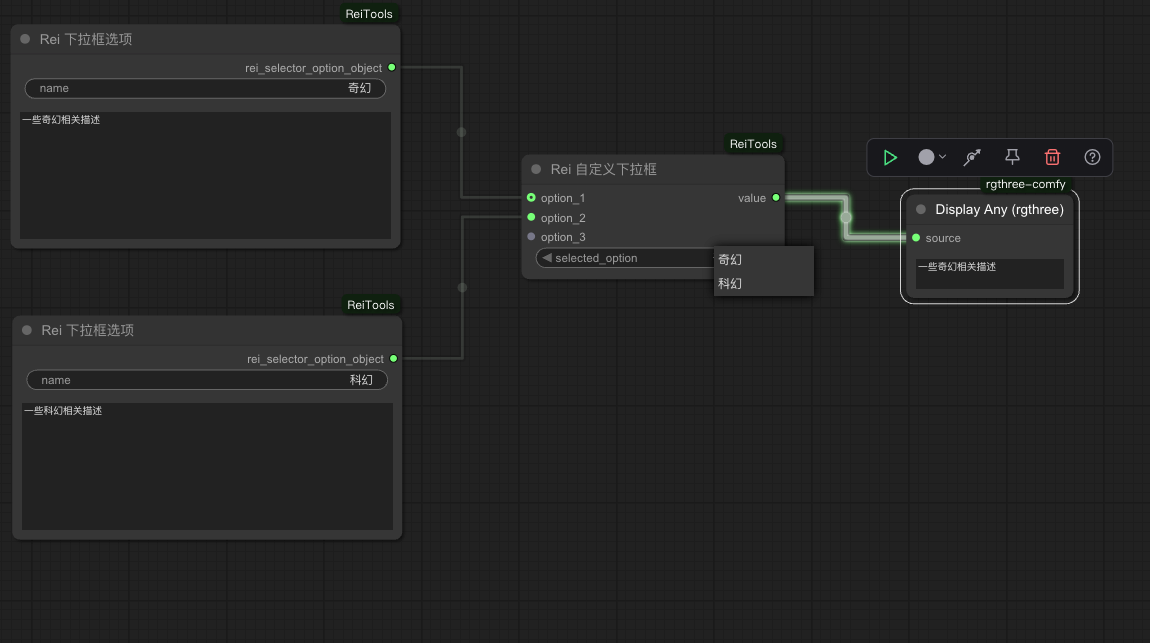 ReiTools
Rei 下拉框选项
rei_selector_option_object
name 奇幻
一些奇幻相关描述
ReiTools
Rei 自定义下拉框
option_1 value
option_2
option_3
selected_option
奇幻
科幻
rgthree-comfy
Display Any (rgthree)
source
一些奇幻相关描述
ReiTools
Rei 下拉框选项
rei_selector_option_object
name 科幻
一些科幻相关描述